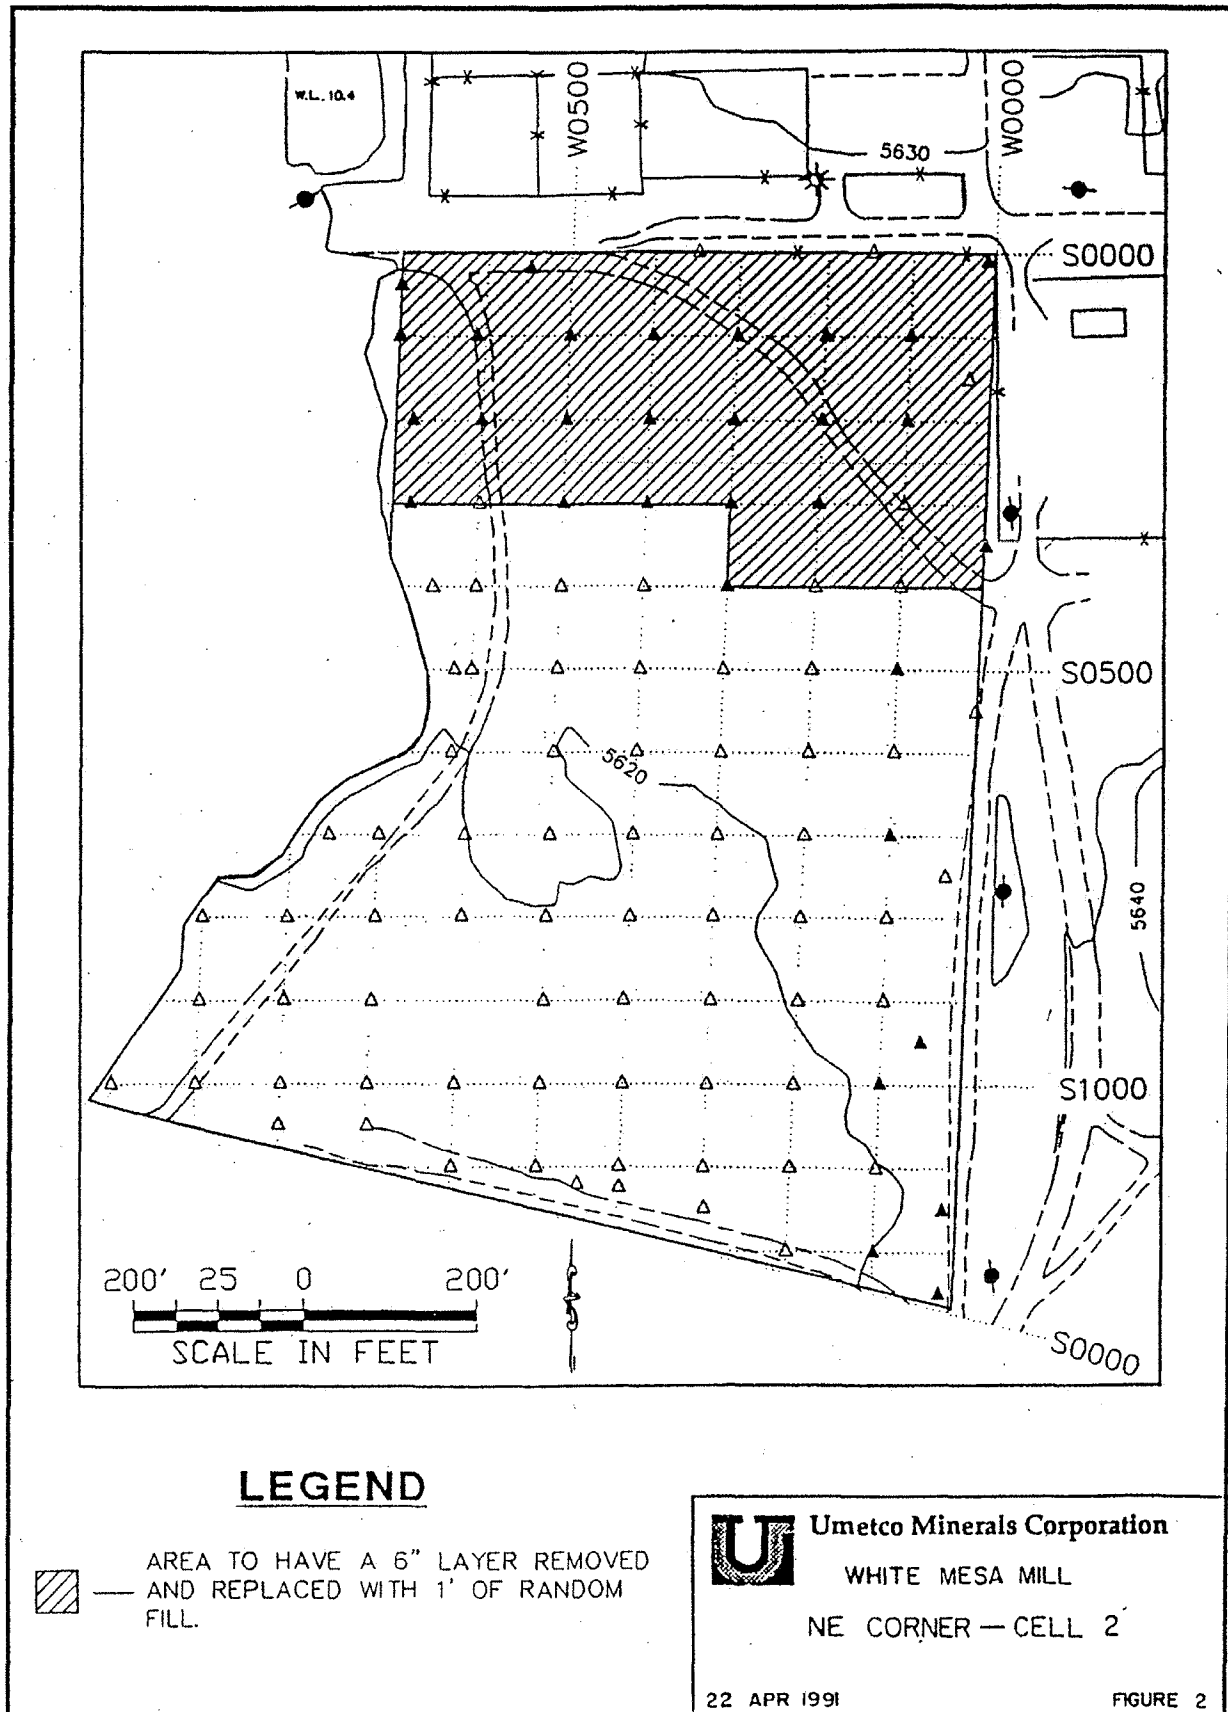 W.L. 10.4
W0500
W0000
5630
S0000
S0500
5620
5640
S1000
200' 25 0 200'
SCALE IN FEET
S0000
LEGEND
AREA TO HAVE A 6" LAYER REMOVED
AND REPLACED WITH 1' OF RANDOM
FILL.
Umetco Minerals Corporation
WHITE MESA MILL
NE CORNER — CELL 2
22 APR 1991 FIGURE 2